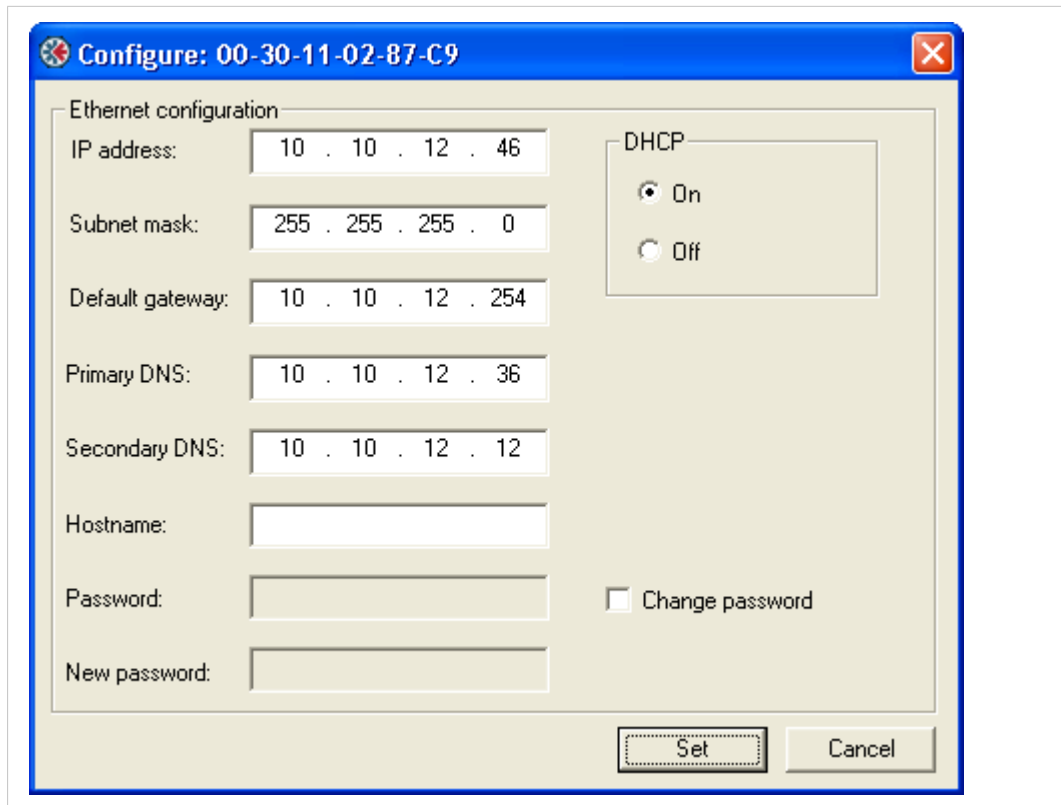 Configure: 00-30-11-02-87-C9
Ethernet configuration
IP address: 10 . 10 . 12 . 46
DHCP
On
Subnet mask: 255 . 255 . 255 . 0
Off
Default gateway: 10 . 10 . 12 . 254
Primary DNS: 10 . 10 . 12 . 36
Secondary DNS: 10 . 10 . 12 . 12
Hostname:
Password:
Change password
New password:
Set
Cancel